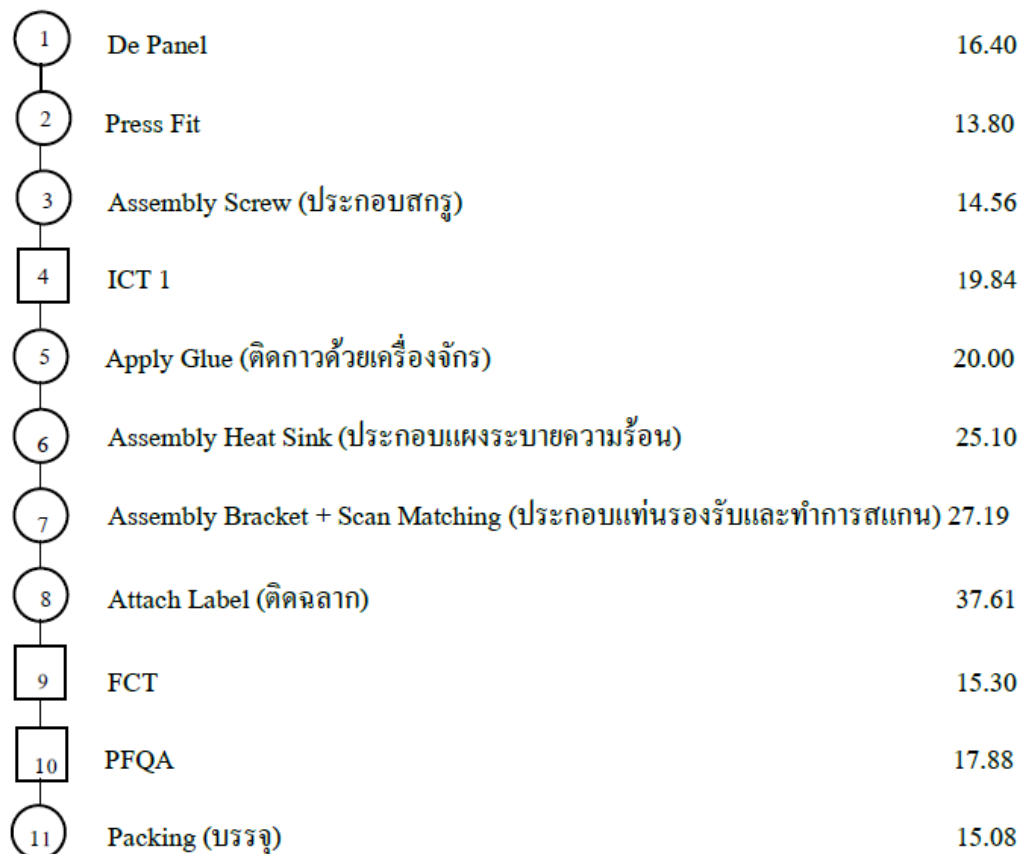 1 De Panel 16.40
2 Press Fit 13.80
3 Assembly Screw (ประกอบสกรู) 14.56
4 ICT 1 19.84
5 Apply Glue (ติดกาวด้วยเครื่องจักร) 20.00
6 Assembly Heat Sink (ประกอบแผงระบายความร้อน) 25.10
7 Assembly Bracket + Scan Matching (ประกอบแท่นรองรับและทำการสแกน) 27.19
8 Attach Label (ติดฉลาก) 37.61
9 FCT 15.30
10 PFQA 17.88
11 Packing (บรรจุ) 15.08